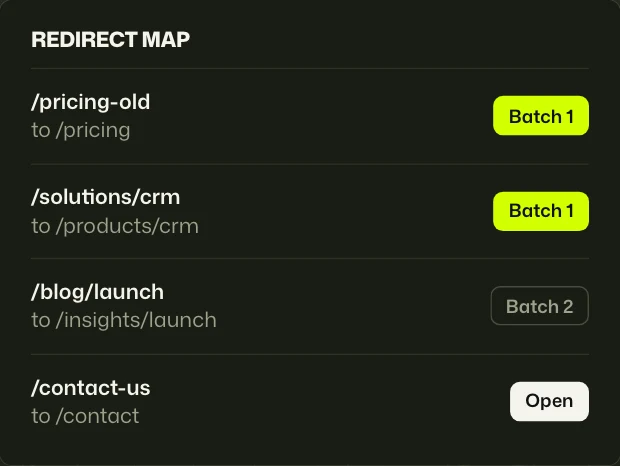 REDIRECT MAP
/pricing-old
to /pricing
Batch 1
/solutions/crm
to /products/crm
Batch 1
/blog/launch
to /insights/launch
Batch 2
/contact-us
to /contact
Open